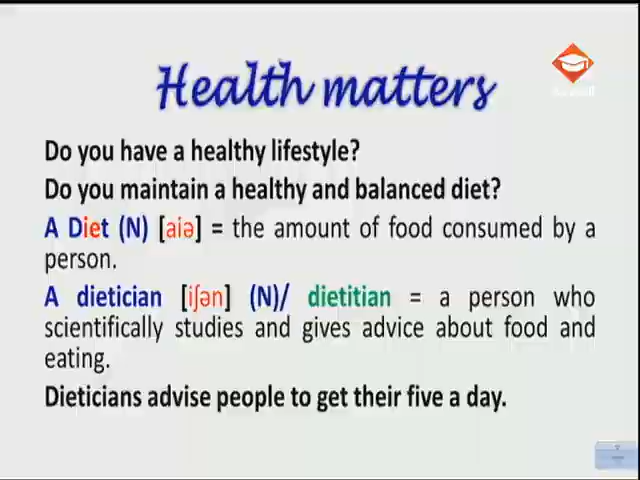 Health matters
Do you have a healthy lifestyle?
Do you maintain a healthy and balanced diet?
A Diet (N) [aiə] = the amount of food consumed by a
person.
A dietician [iʃən] (N)/ dietitian = a person who
scientifically studies and gives advice about food and
eating.
Dieticians advise people to get their five a day.